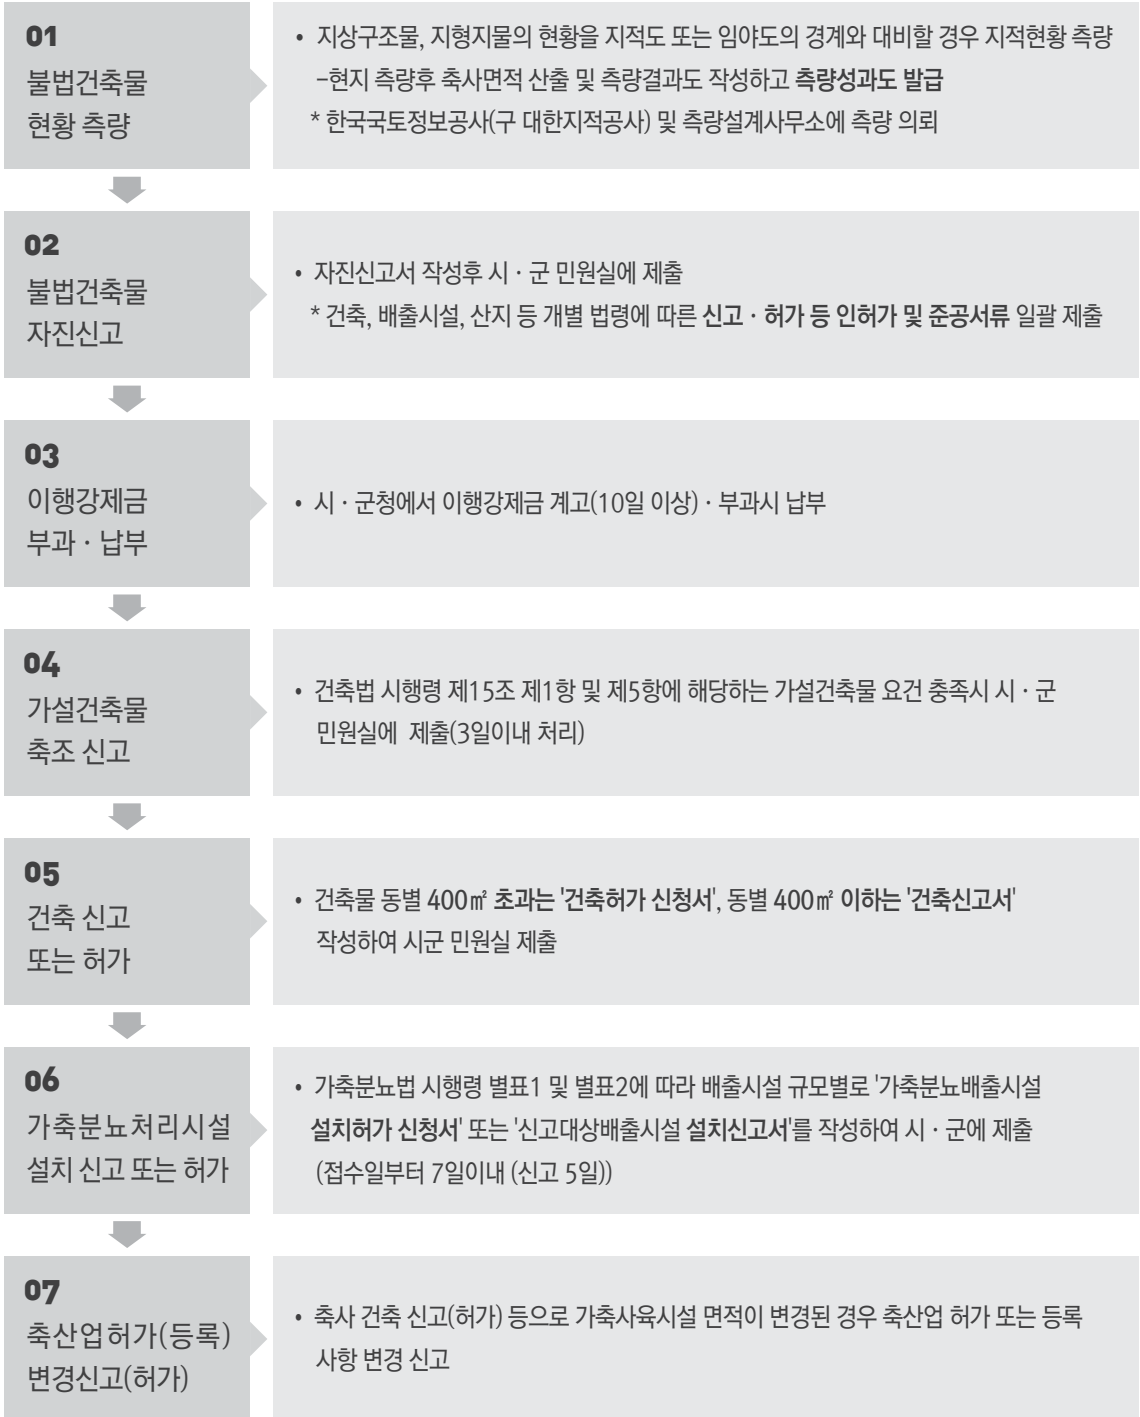 01
불법건축물
현황 측량
• 지상구조물, 지형지물의 현황을 지적도 또는 임야도의 경계와 대비할 경우 지적현황 측량
-현지 측량후 축사면적 산출 및 측량결과도 작성하고 측량성과도 발급
* 한국국토정보공사(구 대한지적공사) 및 측량설계사무소에 측량 의뢰
02
불법건축물
자진신고
• 자진신고서 작성후 시 · 군 민원실에 제출
* 건축, 배출시설, 산지 등 개별 법령에 따른 신고 · 허가 등 인허가 및 준공서류 일괄 제출
03
이행강제금
부과 · 납부
• 시 · 군청에서 이행강제금 계고(10일 이상) · 부과시 납부
04
가설건축물
축조 신고
• 건축법 시행령 제15조 제1항 및 제5항에 해당하는 가설건축물 요건 충족시 시 · 군
민원실에 제출(3일이내 처리)
05
건축 신고
또는 허가
• 건축물 동별 400㎡ 초과는 '건축허가 신청서', 동별 400㎡ 이하는 '건축신고서'
작성하여 시군 민원실 제출
06
가축분뇨처리시설
설치 신고 또는 허가
• 가축분뇨법 시행령 별표1 및 별표2에 따라 배출시설 규모별로 '가축분뇨배출시설
설치허가 신청서' 또는 '신고대상배출시설 설치신고서'를 작성하여 시 · 군에 제출
(접수일부터 7일이내 (신고 5일))
07
축산업허가(등록)
변경신고(허가)
• 축사 건축 신고(허가) 등으로 가축사육시설 면적이 변경된 경우 축산업 허가 또는 등록
사항 변경 신고